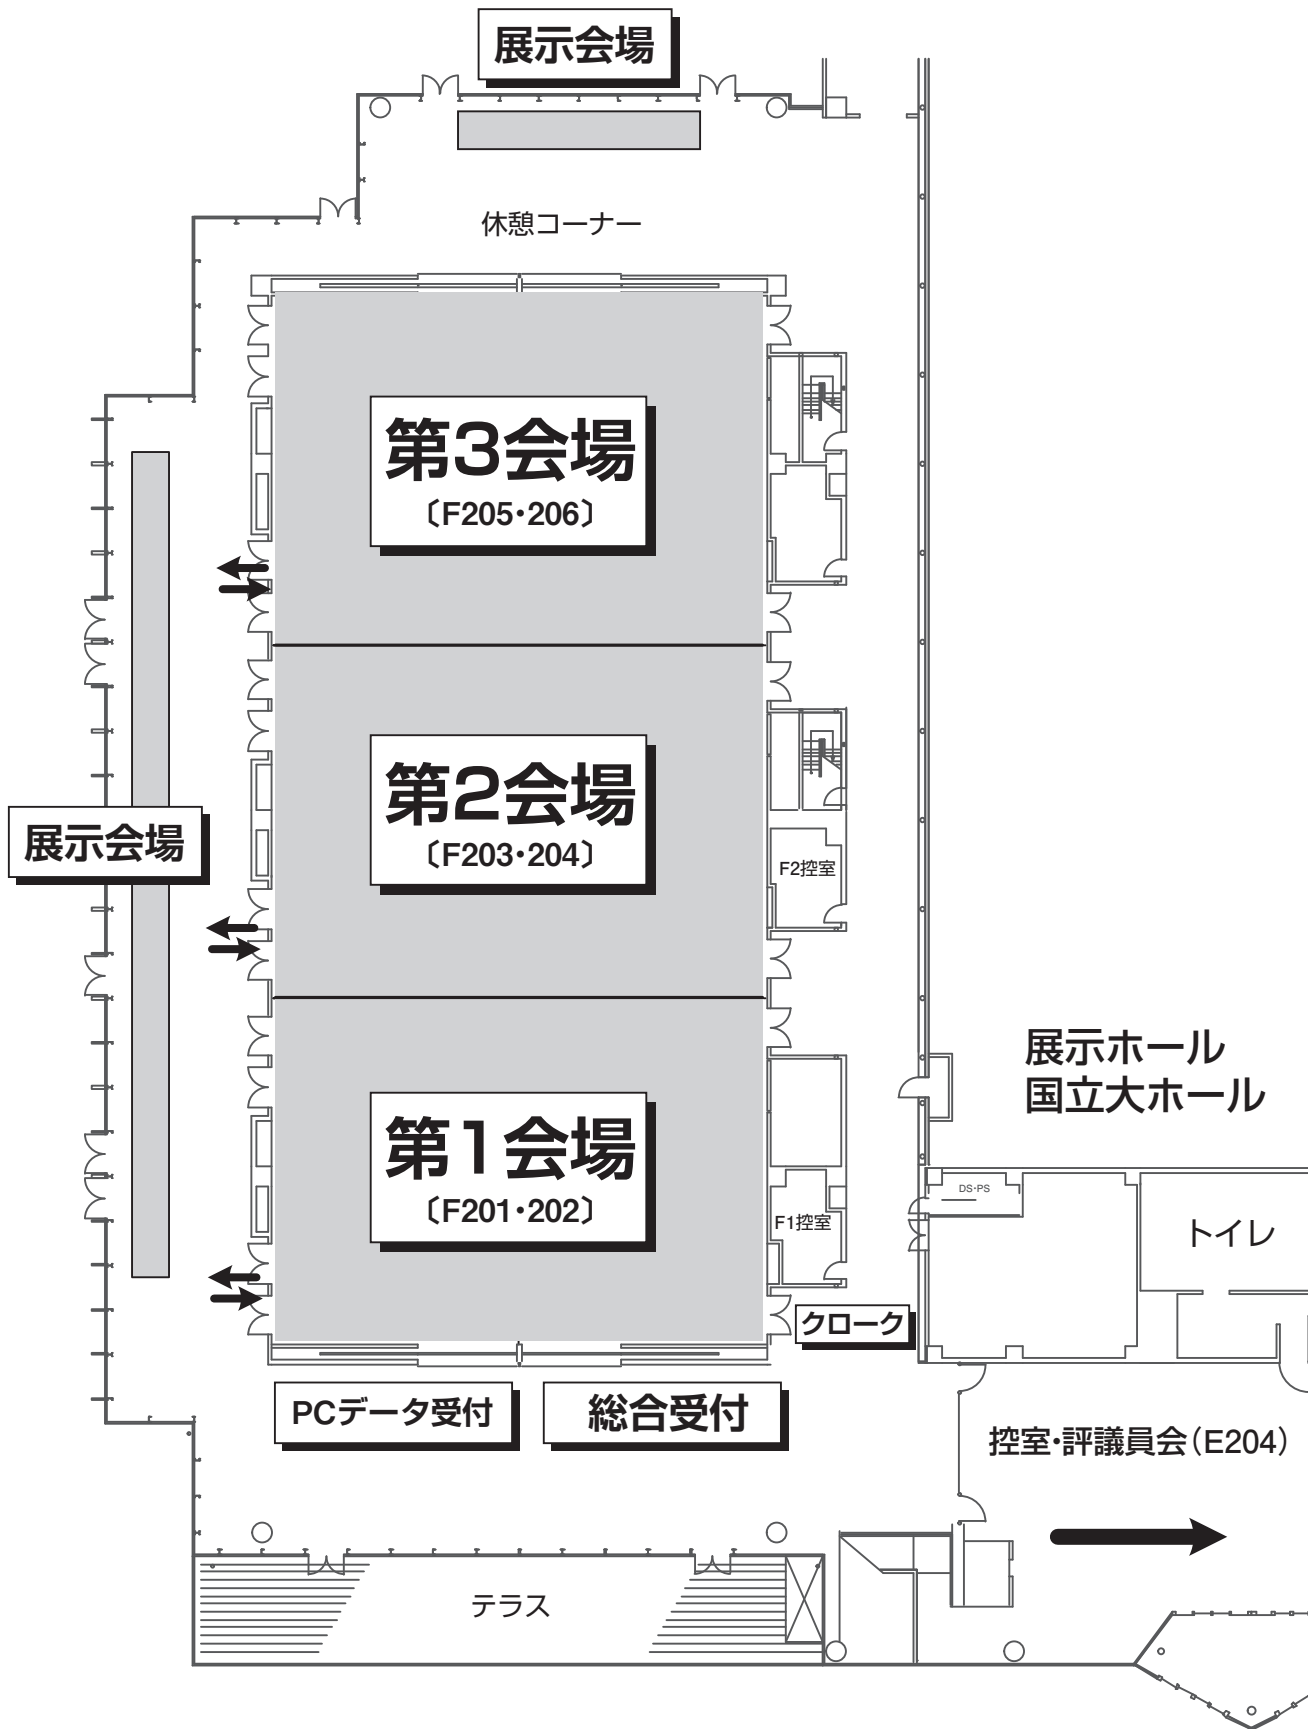 展示会場
休憩コーナー
第3会場
〔F205・206〕
第2会場
〔F203・204〕
展示会場
F2控室
展示ホール
国立大ホール
第1会場
〔F201・202〕
DS・PS
F1控室
トイレ
クローク
PCデータ受付
総合受付
控室・評議員会(E204)
テラス